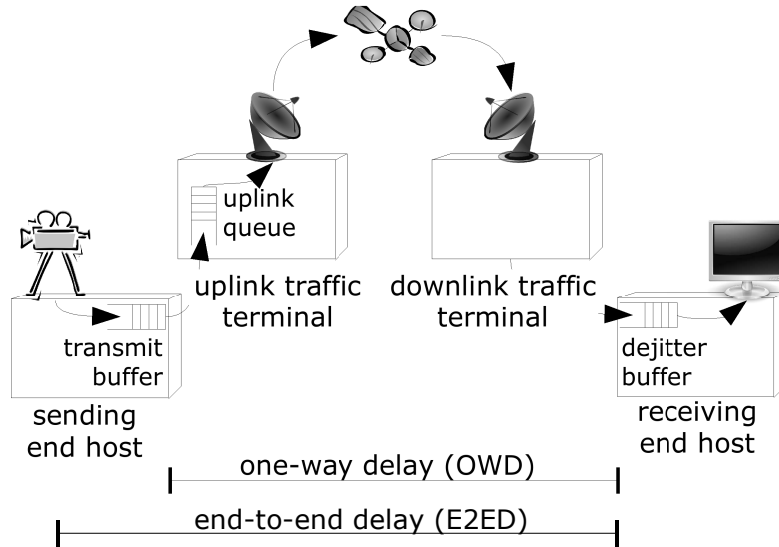 uplink
queue
uplink traffic
terminal
downlink traffic
terminal
transmit
buffer
dejitter
buffer
sending
end host
receiving
end host
one-way delay (OWD)
end-to-end delay (E2ED)